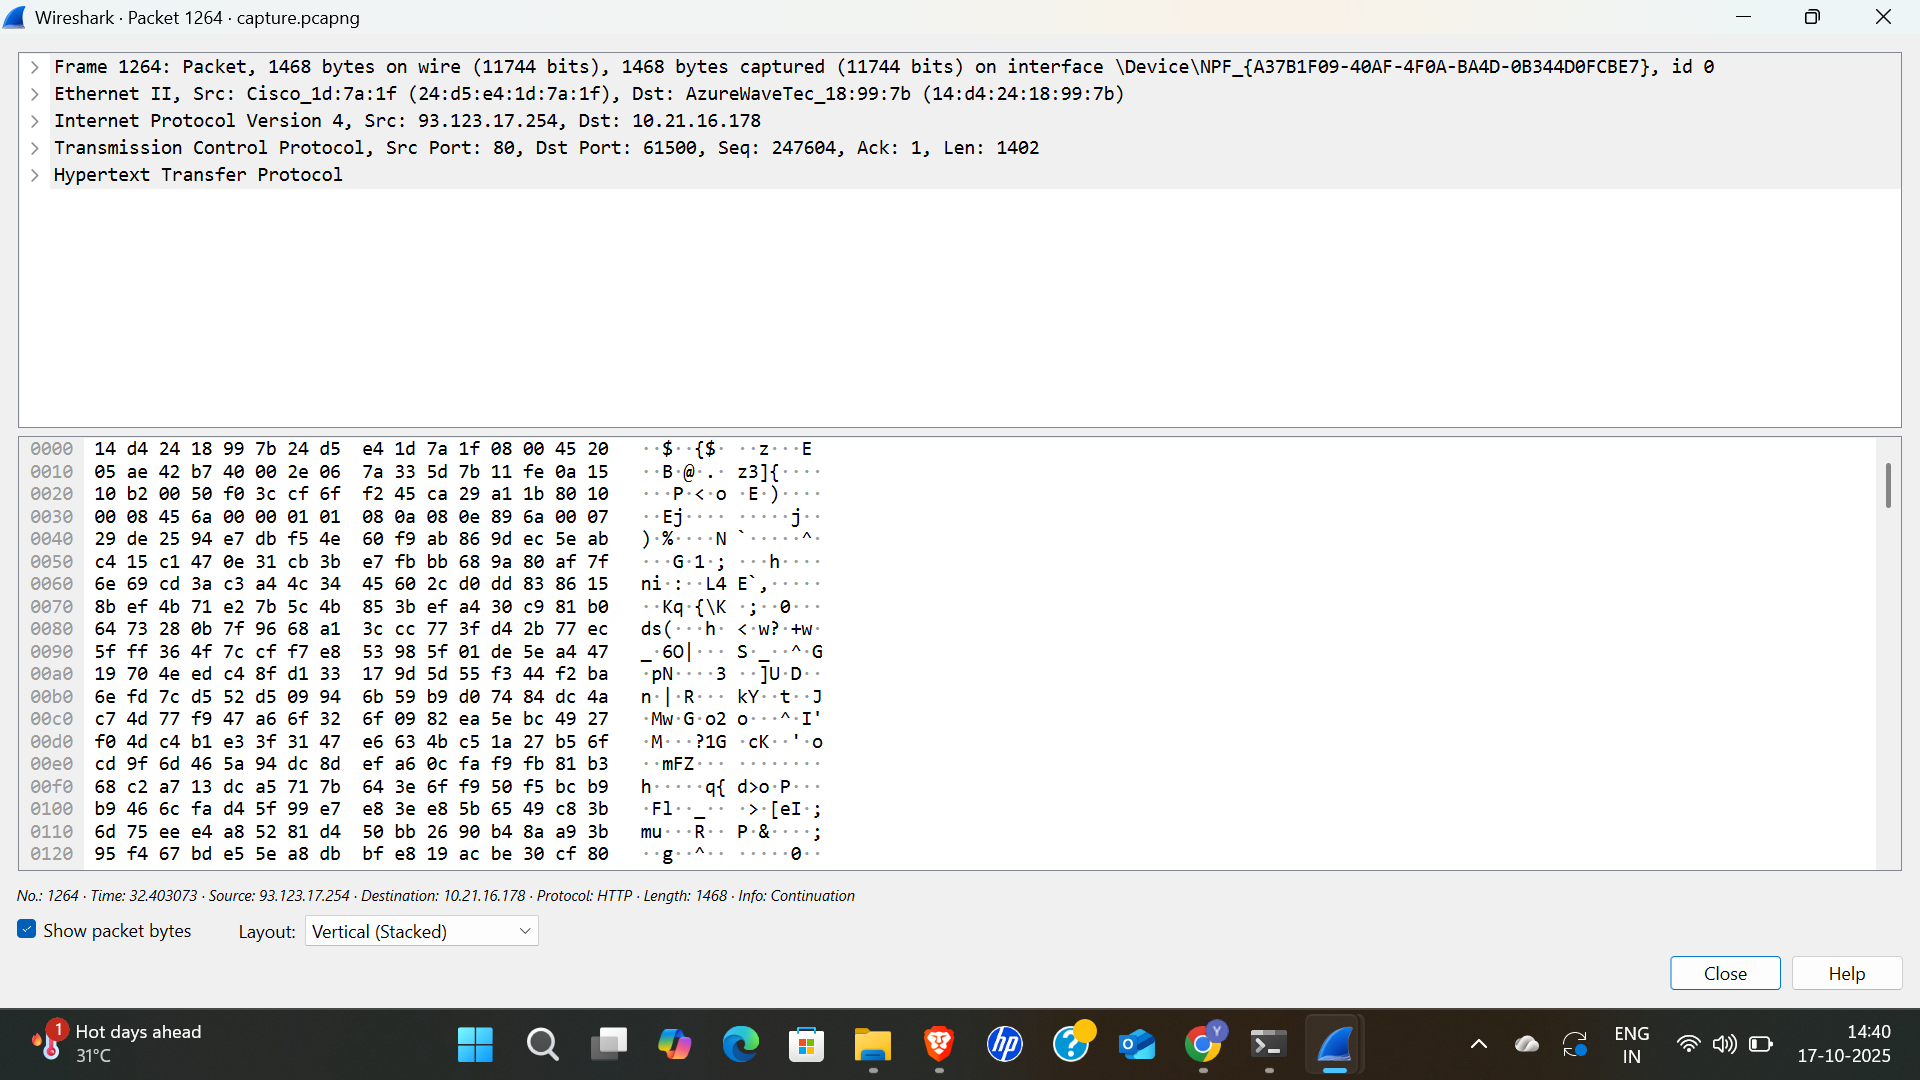 Wireshark · Packet 1264 · capture.pcapng
Frame 1264: Packet, 1468 bytes on wire (11744 bits), 1468 bytes captured (11744 bits) on interface \Device\NPF_{A37B1F09-40AF-4F0A-BA4D-0B344D0FCBE7}, id 0
Ethernet II, Src: Cisco_1d:7a:1f (24:d5:e4:1d:7a:1f), Dst: AzureWaveTec_18:99:7b (14:d4:24:18:99:7b)
Internet Protocol Version 4, Src: 93.123.17.254, Dst: 10.21.16.178
Transmission Control Protocol, Src Port: 80, Dst Port: 61500, Seq: 247604, Ack: 1, Len: 1402
Hypertext Transfer Protocol
0000 14 d4 24 18 99 7b 24 d5 e4 1d 7a 1f 08 00 45 20 ··$··{$· ··z···E
0010 05 ae 42 b7 40 00 2e 06 7a 33 5d 7b 11 fe 0a 15 ··B·@·.· z3]{····
0020 10 b2 00 50 f0 3c cf 6f f2 45 ca 29 a1 1b 80 10 ···P·<·o ·E·)····
0030 00 08 45 6a 00 00 01 01 08 0a 08 0e 89 6a 00 07 ··Ej···· ·····j··
0040 29 de 25 94 e7 db f5 4e 60 f9 ab 86 9d ec 5e ab )·%····N `·····^·
0050 c4 15 c1 47 0e 31 cb 3b e7 fb bb 68 9a 80 af 7f ···G·1·; ···h····
0060 6e 69 cd 3a c3 a4 4c 34 45 60 2c d0 dd 83 86 15 ni·:··L4 E`,·····
0070 8b ef 4b 71 e2 7b 5c 4b 85 3b ef a4 30 c9 81 b0 ··Kq·{\K ·;··0···
0080 64 73 28 0b 7f 96 68 a1 3c cc 77 3f d4 2b 77 ec ds(···h· <·w?·+w·
0090 5f ff 36 4f 7c cf f7 e8 53 98 5f 01 de 5e a4 47 _·6O|··· S·_··^·G
00a0 19 70 4e ed c4 8f d1 33 17 9d 5d 55 f3 44 f2 ba ·pN····3 ··]U·D··
00b0 6e fd 7c d5 52 d5 09 94 6b 59 b9 d0 74 84 dc 4a n·|·R··· kY··t··J
00c0 c7 4d 77 f9 47 a6 6f 32 6f 09 82 ea 5e bc 49 27 ·Mw·G·o2 o···^·I'
00d0 f0 4d c4 b1 e3 3f 31 47 e6 63 4b c5 1a 27 b5 6f ·M···?1G ·cK··'·o
00e0 cd 9f 6d 46 5a 94 dc 8d ef a6 0c fa f9 fb 81 b3 ··mFZ··· ········
00f0 68 c2 a7 13 dc a5 71 7b 64 3e 6f f9 50 f5 bc b9 h·····q{ d>o·P···
0100 b9 46 6c fa d4 5f 99 e7 e8 3e e8 5b 65 49 c8 3b ·Fl··_·· ·>·[eI·;
0110 6d 75 ee e4 a8 52 81 d4 50 bb 26 90 b4 8a a9 3b mu···R·· P·&····;
0120 95 f4 67 bd e5 5e a8 db bf e8 19 ac be 30 cf 80 ··g··^·· ·····0··
No.: 1264 · Time: 32.403073 · Source: 93.123.17.254 · Destination: 10.21.16.178 · Protocol: HTTP · Length: 1468 · Info: Continuation
Show packet bytes Layout: Vertical (Stacked)
Close Help
1 Hot days ahead
31°C
hp
Y
ENG
IN
14:40
17-10-2025